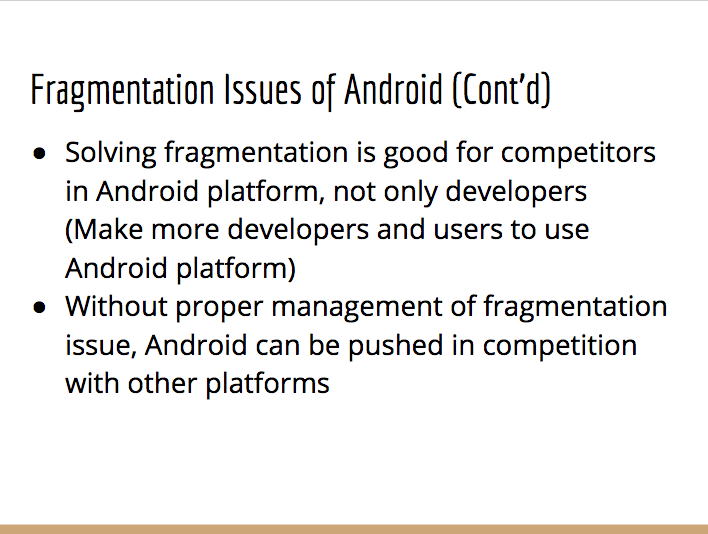 Fragmentation Issues of Android (Cont'd)
● Solving fragmentation is good for competitors
in Android platform, not only developers
(Make more developers and users to use
Android platform)
● Without proper management of fragmentation
issue, Android can be pushed in competition
with other platforms